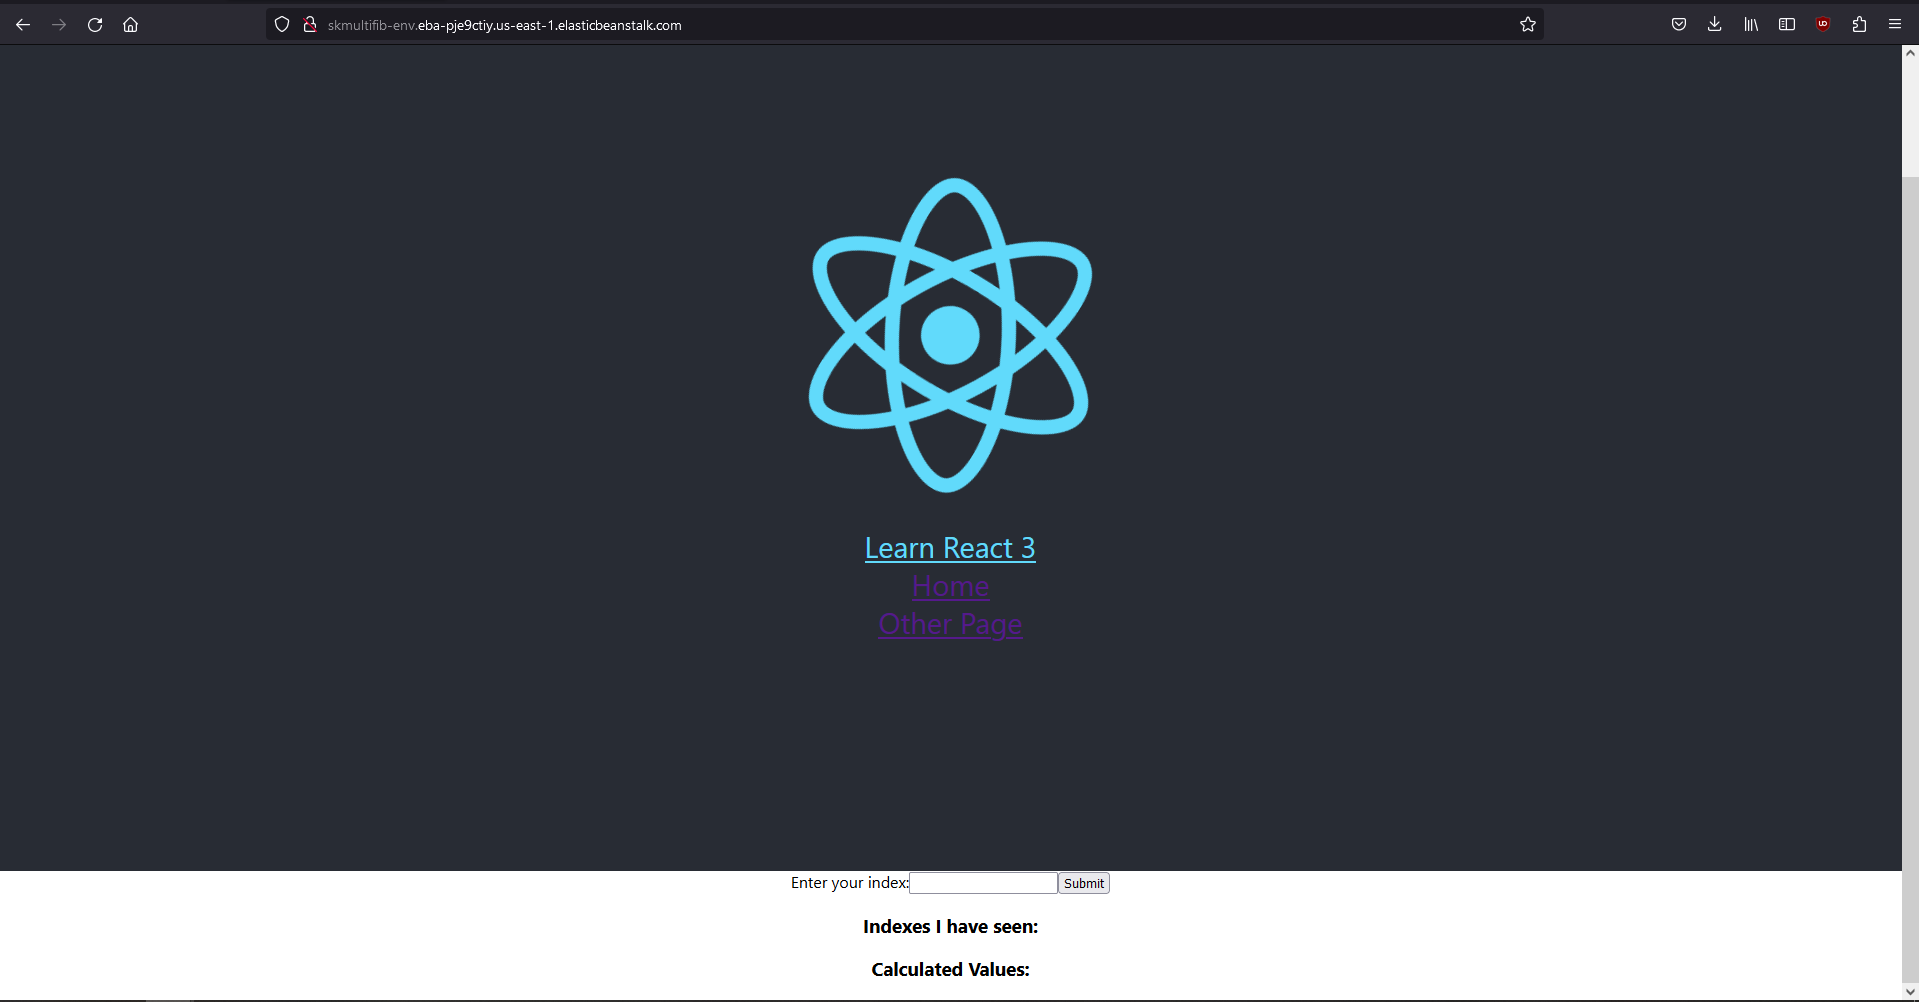 skmultifib-env.eba-pje9ctiy.us-east-1.elasticbeanstalk.com
Learn React 3
Home
Other Page
Enter your index: Submit
Indexes I have seen:
Calculated Values: